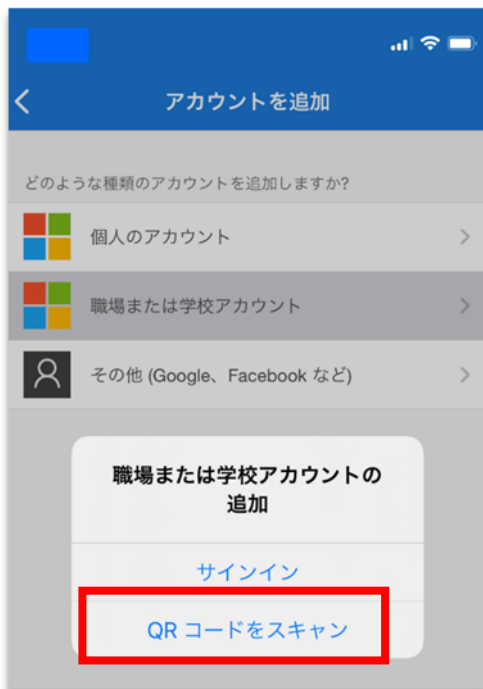 アカウントを追加
どのような種類のアカウントを追加しますか?
個人のアカウント
職場または学校アカウント
その他 (Google、Facebook など)
職場または学校アカウントの
追加
サインイン
QR コードをスキャン